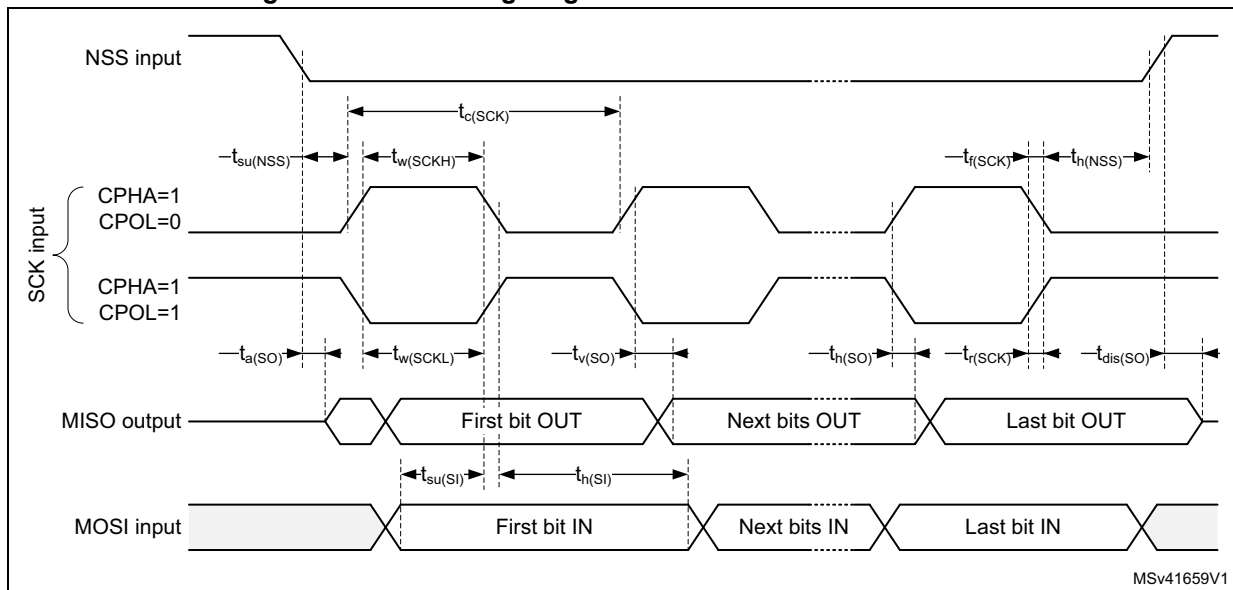 NSS input
tc(SCK)
tsu(NSS) tw(SCKH) tf(SCK) th(NSS)
SCK input
CPHA=1
CPOL=0
CPHA=1
CPOL=1
ta(SO) tw(SCKL) tv(SO) th(SO) tr(SCK) tdis(SO)
MISO output First bit OUT Next bits OUT Last bit OUT
tsu(SI) th(SI)
MOSI input First bit IN Next bits IN Last bit IN
MSv41659V1